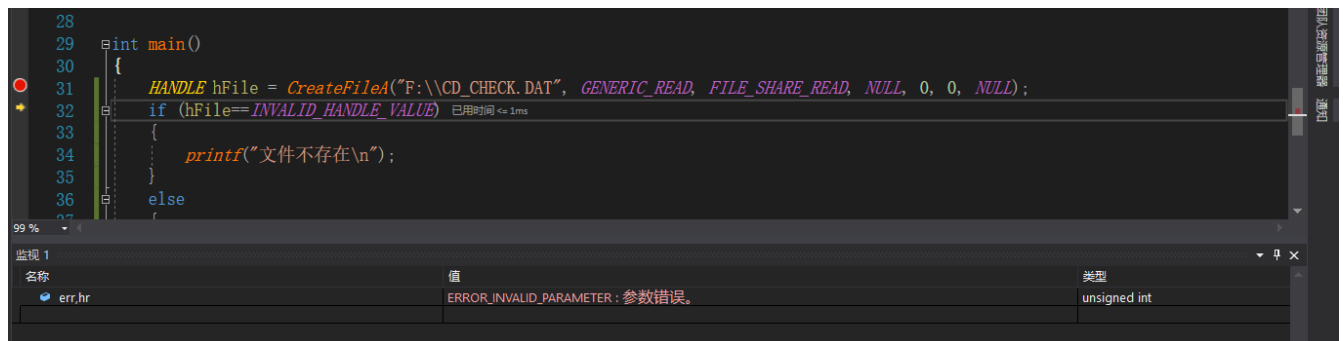 28
29 int main()
30 {
31 HANDLE hFile = CreateFileA("F:\\CD_CHECK.DAT", GENERIC_READ, FILE_SHARE_READ, NULL, 0, 0, NULL);
32 if (hFile==INVALID_HANDLE_VALUE) 已用时间 <= 1ms
33 {
34 printf("文件不存在\n");
35 }
36 else
37 {
99 %
监视 1
名称 值 类型
err,hr ERROR_INVALID_PARAMETER : 参数错误。 unsigned int
团队资源管理器
通知